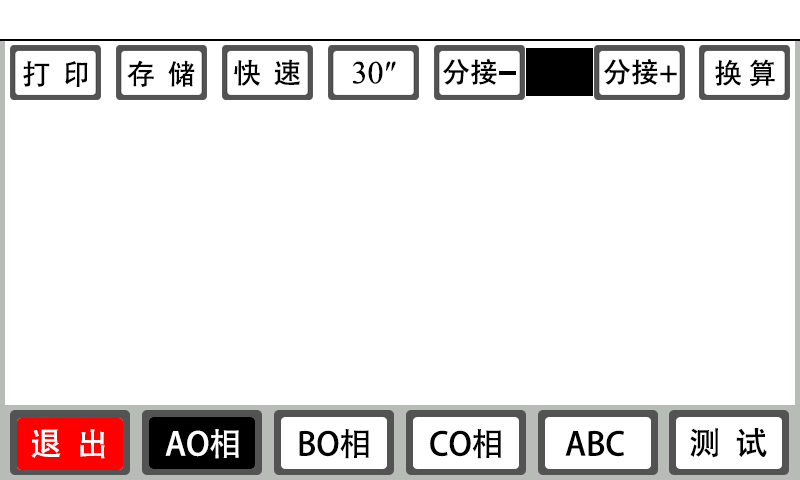 打 印 存 储 快 速 30″ 分接- 分接+ 换 算
退 出 AO相 BO相 CO相 ABC 测 试